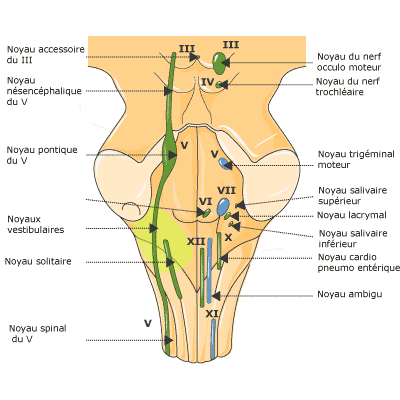 Noyau accessoire
du III
Noyau
nésencéphalique
du V
Noyau pontique
du V
Noyaux
vestibulaires
Noyau solitaire
Noyau spinal
du V
III
III
IV
V
V
VII
VI
XII
X
V
XI
Noyau du nerf
occulo moteur
Noyau du nerf
trochléaire
Noyau trigéminal
moteur
Noyau salivaire
supérieur
Noyau lacrymal
Noyau salivaire
inférieur
Noyau cardio
pneumo entérique
Noyau ambigu